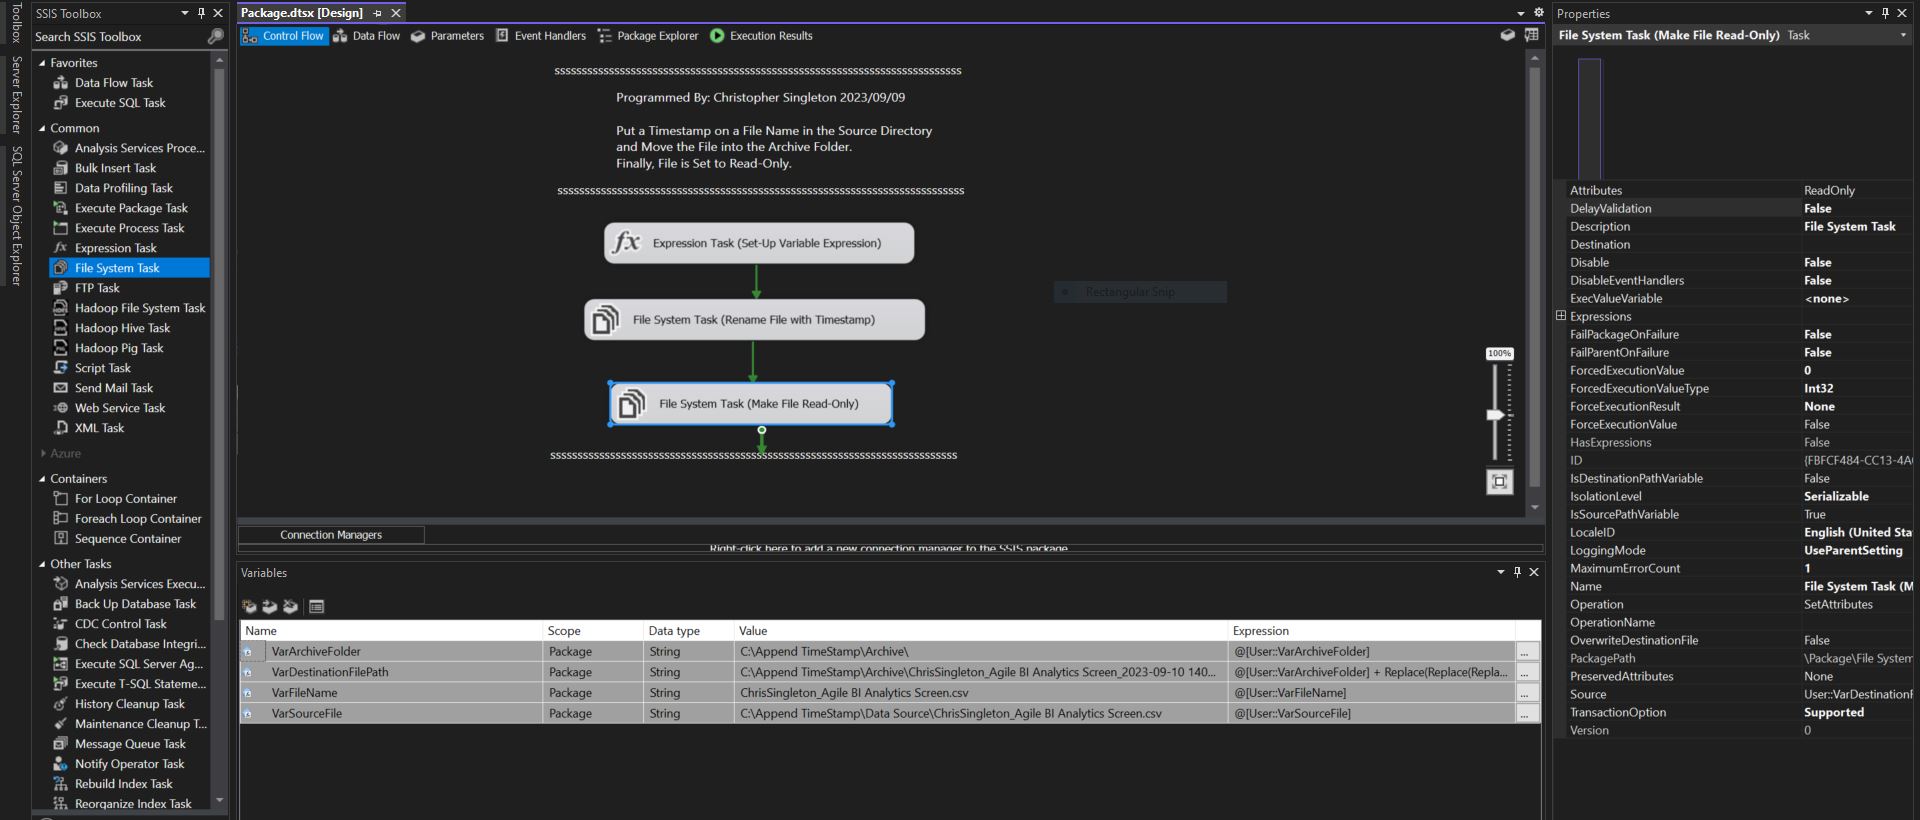 Toolbox
Server Explorer
SQL Server Object Explorer
SSIS Toolbox
Search SSIS Toolbox
Favorites
Data Flow Task
Execute SQL Task
Common
Analysis Services Proce...
Bulk Insert Task
Data Profiling Task
Execute Package Task
Execute Process Task
Expression Task
File System Task
FTP Task
Hadoop File System Task
Hadoop Hive Task
Hadoop Pig Task
Script Task
Send Mail Task
Web Service Task
XML Task
Azure
Containers
For Loop Container
Foreach Loop Container
Sequence Container
Other Tasks
Analysis Services Execu...
Back Up Database Task
CDC Control Task
Check Database Integri...
Execute SQL Server Ag...
Execute T-SQL Stateme...
History Cleanup Task
Maintenance Cleanup T...
Message Queue Task
Notify Operator Task
Rebuild Index Task
Reorganize Index Task
Package.dtsx [Design]
Control Flow Data Flow Parameters Event Handlers Package Explorer Execution Results
Programmed By: Christopher Singleton 2023/09/09
Put a Timestamp on a File Name in the Source Directory
and Move the File into the Archive Folder.
Finally, File is Set to Read-Only.
fx Expression Task (Set-Up Variable Expression)
File System Task (Rename File with Timestamp)
Rectangular Snip
File System Task (Make File Read-Only)
100%
Connection Managers
Right-click here to add a new connection manager to the SSIS package.
Variables
Name Scope Data type Value Expression
VarArchiveFolder Package String C:\Append TimeStamp\Archive\ @[User::VarArchiveFolder] ...
VarDestinationFilePath Package String C:\Append TimeStamp\Archive\ChrisSingleton_Agile BI Analytics Screen_2023-09-10 140... @[User::VarArchiveFolder] + Replace(Replace(Repla... ...
VarFileName Package String ChrisSingleton_Agile BI Analytics Screen.csv @[User::VarFileName] ...
VarSourceFile Package String C:\Append TimeStamp\Data Source\ChrisSingleton_Agile BI Analytics Screen.csv @[User::VarSourceFile] ...
Properties
File System Task (Make File Read-Only) Task
Attributes ReadOnly
DelayValidation False
Description File System Task
Destination
Disable False
DisableEventHandlers False
ExecValueVariable <none>
Expressions
FailPackageOnFailure False
FailParentOnFailure False
ForcedExecutionValue 0
ForcedExecutionValueType Int32
ForceExecutionResult None
ForceExecutionValue False
HasExpressions False
ID {FBFCF484-CC13-4A
IsDestinationPathVariable False
IsolationLevel Serializable
IsSourcePathVariable True
LocaleID English (United Sta
LoggingMode UseParentSetting
MaximumErrorCount 1
Name File System Task (M
Operation SetAttributes
OperationName
OverwriteDestinationFile False
PackagePath \Package\File System
PreservedAttributes None
Source User::VarDestinationF
TransactionOption Supported
Version 0